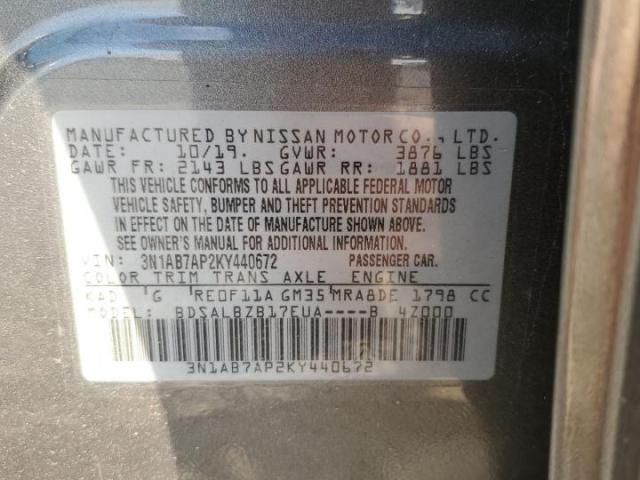 MANUFACTURED BY NISSAN MOTOR CO., LTD.
DATE: 10/19. GVWR: 3876 LBS
GAWR FR: 2143 LBS GAWR RR: 1881 LBS
THIS VEHICLE CONFORMS TO ALL APPLICABLE FEDERAL MOTOR
VEHICLE SAFETY, BUMPER AND THEFT PREVENTION STANDARDS
IN EFFECT ON THE DATE OF MANUFACTURE SHOWN ABOVE.
SEE OWNER'S MANUAL FOR ADDITIONAL INFORMATION.
VIN: 3N1AB7AP2KY440672 PASSENGER CAR.
COLOR TRIM TRANS AXLE ENGINE
KAD G RE0F11A GM35 MRA8DE 1798 CC
MODEL: BDSALBZB17EUA----B 4Z000
3N1AB7AP2KY440672